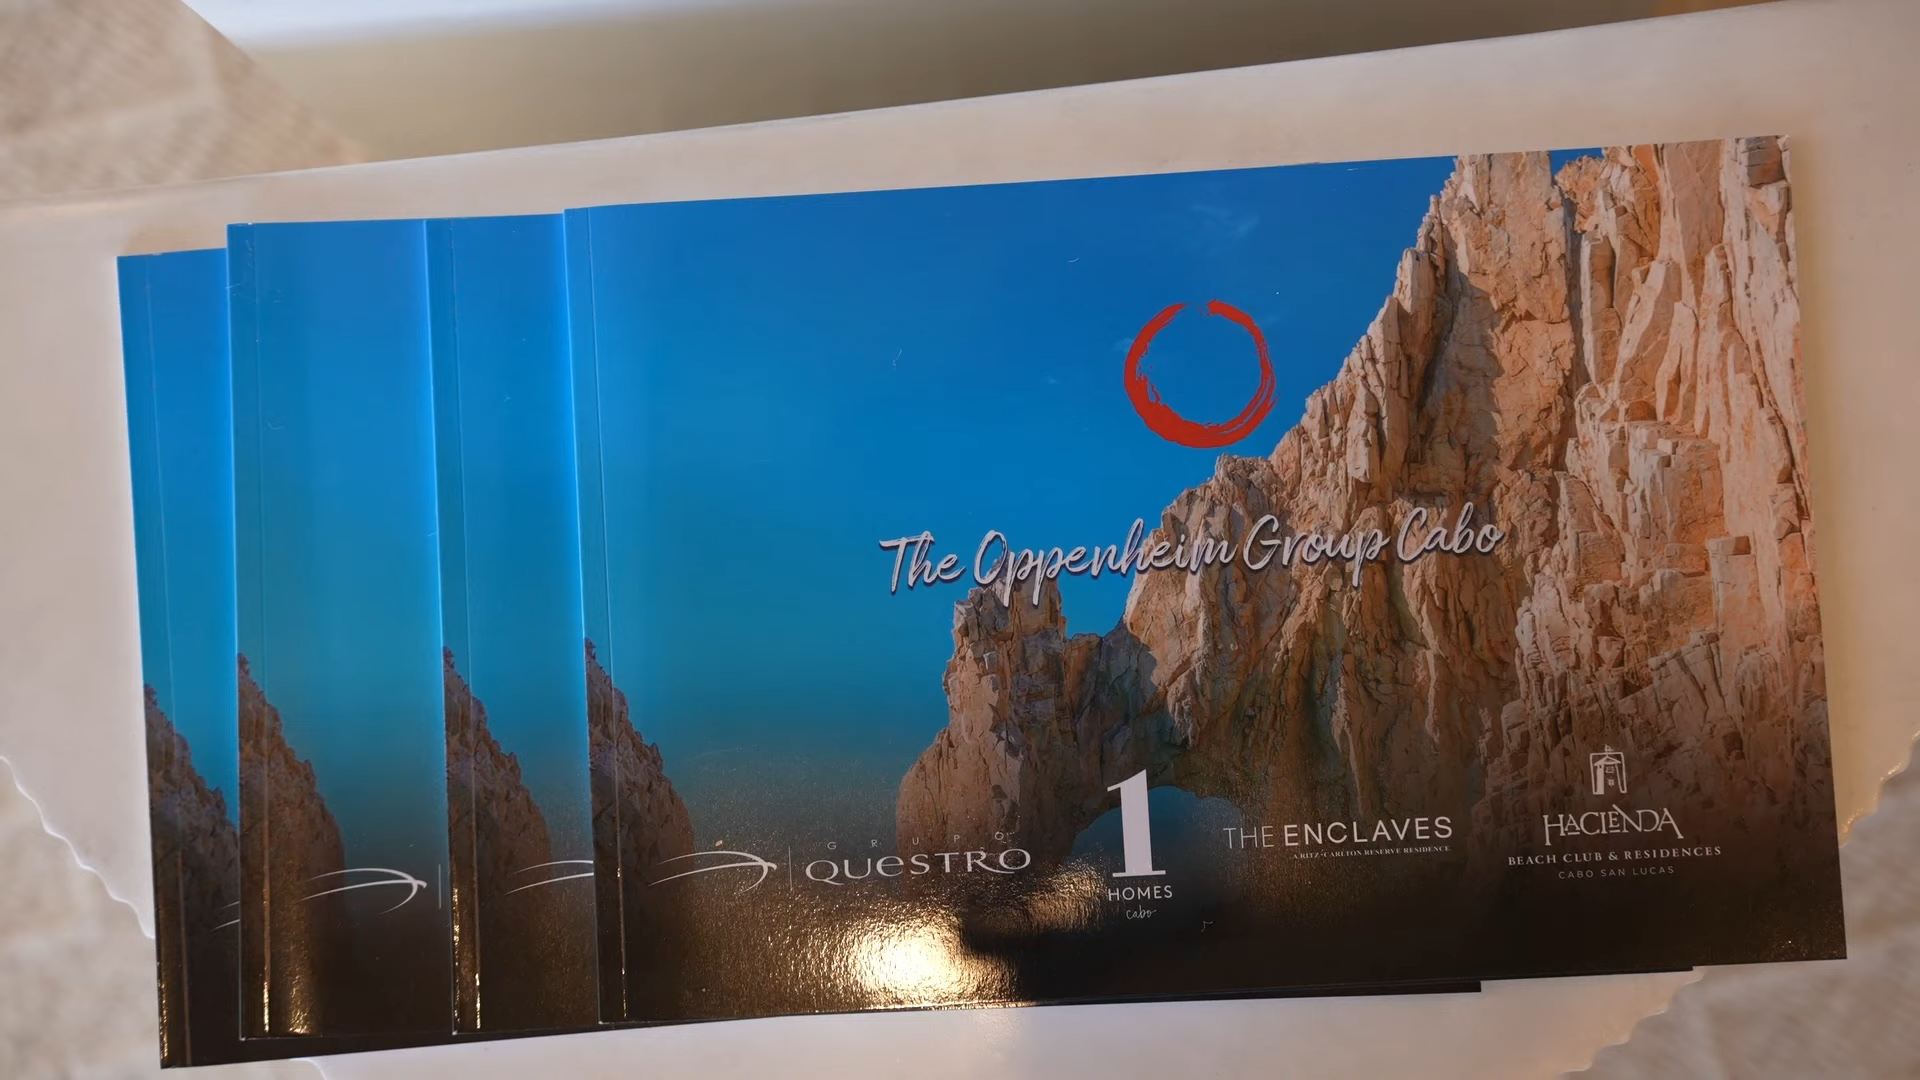 The Oppenheim Group Cabo
GRUPO
QUESTRO
1
HOMES
cabo
THE ENCLAVES
A RITZ-CARLTON RESERVE RESIDENCE
HACIENDA
BEACH CLUB & RESIDENCES
CABO SAN LUCAS